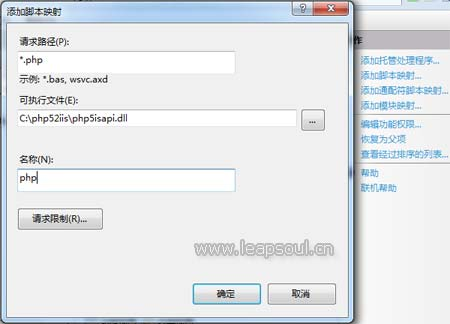 添加脚本映射
请求路径(P):
*.php
示例: *.bas, wsvc.axd
可执行文件(E):
C:\php52iis\php5isapi.dll
...
名称(N):
php
请求限制(R)...
www.leapsoul.cn
确定
取消
作
添加托管处理程序...
添加脚本映射...
添加通配符脚本映射...
添加模块映射...
编辑功能权限...
恢复为父项
查看经过排序的列表...
帮助
联机帮助